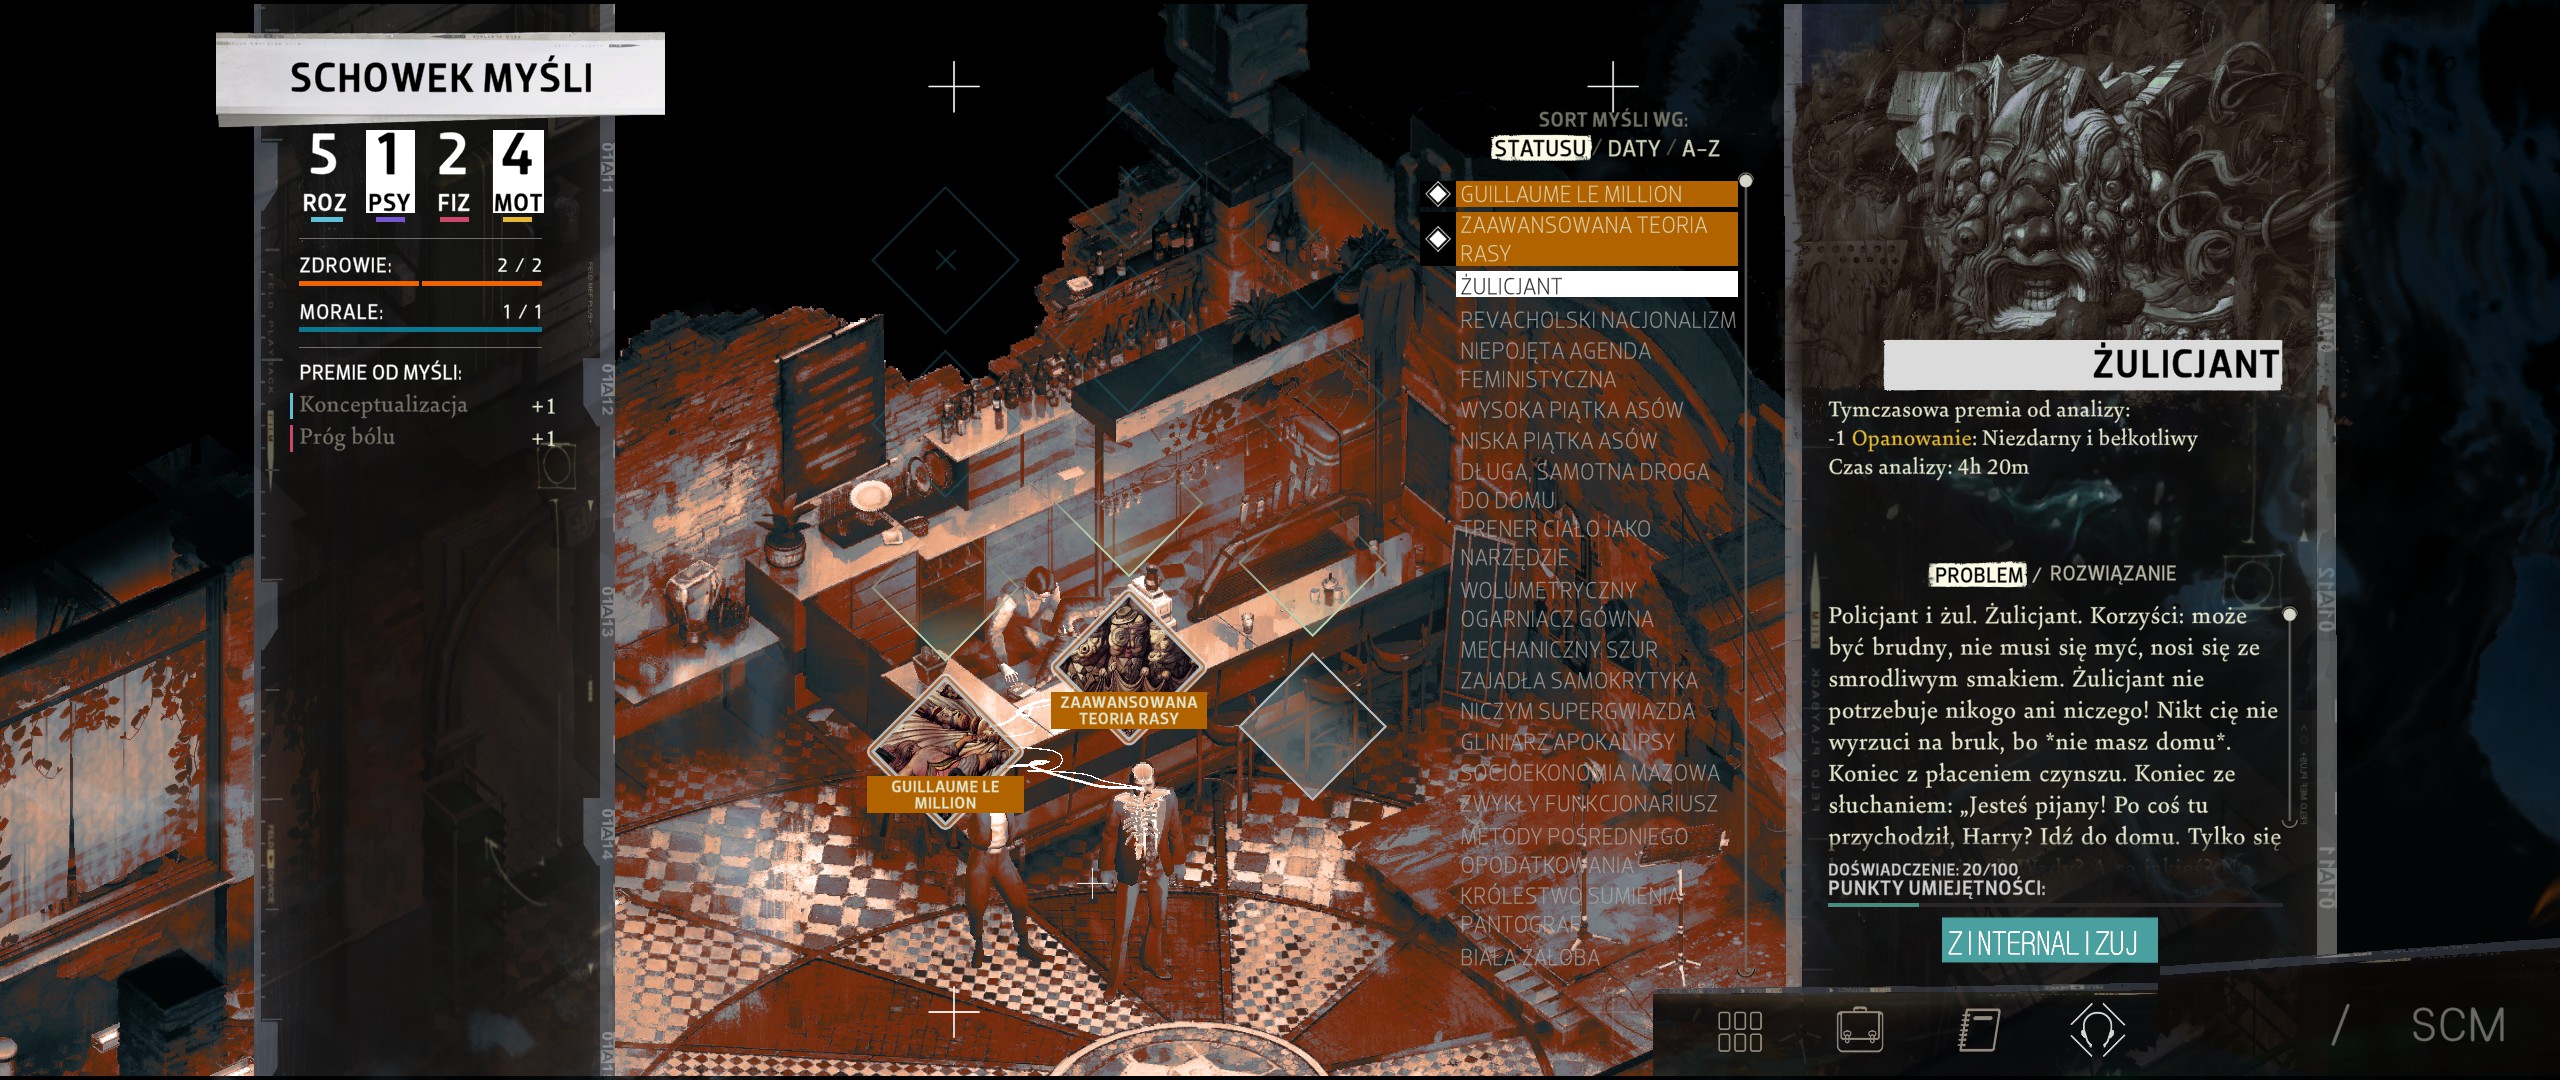 SCHOWEK MYŚLI
5 1 2 4
ROZ PSY FIZ MOT
ZDROWIE: 2 / 2
MORALE: 1 / 1
PREMIE OD MYŚLI:
Konceptualizacja +1
Próg bólu +1
ZAAWANSOWANA
TEORIA RASY
GUILLAUME LE
MILLION
SORT MYŚLI WG:
STATUSU / DATY / A-Z
GUILLAUME LE MILLION
ZAAWANSOWANA TEORIA
RASY
ŻULICJANT
REVACHOLSKI NACJONALIZM
NIEPOJĘTA AGENDA
FEMINISTYCZNA
WYSOKA PIĄTKA ASÓW
NISKA PIĄTKA ASÓW
DŁUGA, SAMOTNA DROGA
DO DOMU
TRENER CIAŁO JAKO
NARZĘDZIE
WOLUMETRYCZNY
OGARNIACZ GÓWNA
MECHANICZNY SZUR
ZAJADŁA SAMOKRYTYKA
NICZYM SUPERGWIAZDA
GLINIARZ APOKALIPSY
SOCJOEKONOMIA MAZOWA
ZWYKŁY FUNKCJONARIUSZ
METODY POŚREDNIEGO
OPODATKOWANIA
KRÓLESTWO SUMIENIA
PANTOGRAF
BIAŁA ŻAŁOBA
ŻULICJANT
Tymczasowa premia od analizy:
-1 Opanowanie: Niezdarny i bełkotliwy
Czas analizy: 4h 20m
PROBLEM / ROZWIĄZANIE
Policjant i żul. Żulicjant. Korzyści: może
być brudny, nie musi się myć, nosi się ze
smrodliwym smakiem. Żulicjant nie
potrzebuje nikogo ani niczego! Nikt cię nie
wyrzuci na bruk, bo *nie masz domu*.
Koniec z płaceniem czynszu. Koniec ze
słuchaniem: „Jesteś pijany! Po coś tu
przychodził, Harry? Idź do domu. Tylko się
DOŚWIADCZENIE: 20/100
PUNKTY UMIEJĘTNOŚCI:
ZINTERNALIZUJ
/ SCM